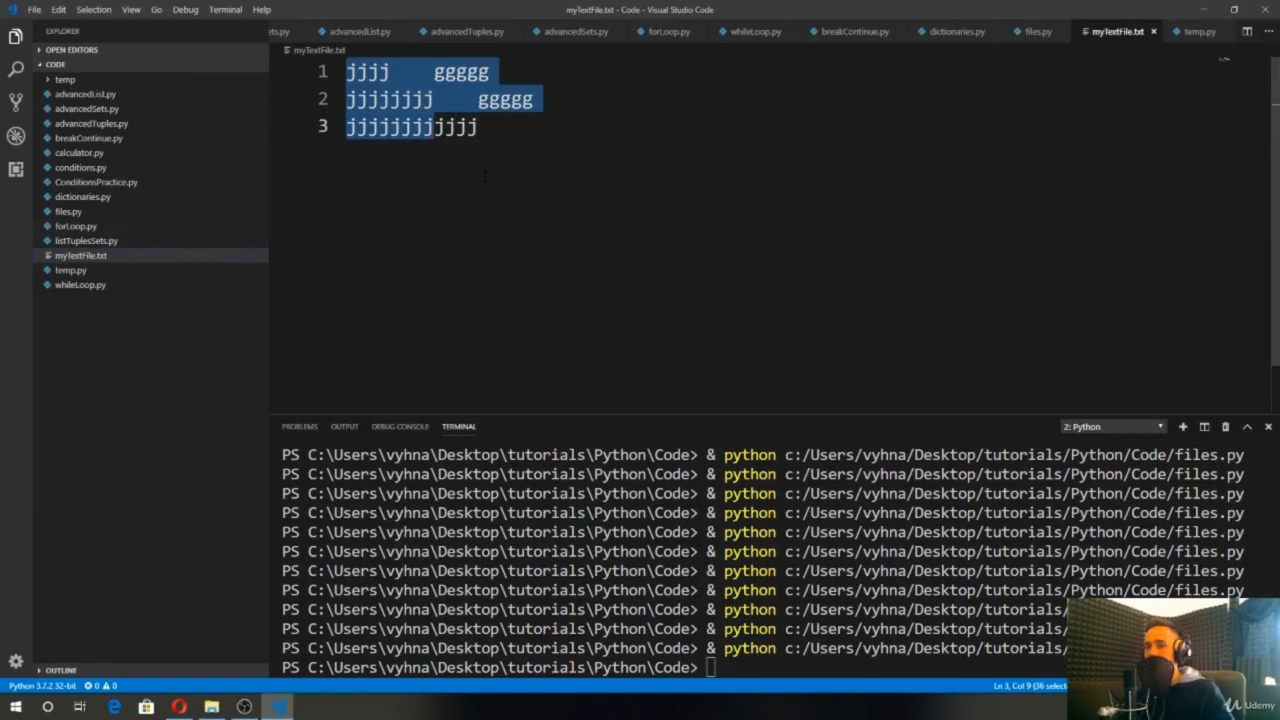 File Edit Selection View Go Debug Terminal Help
myTextFile.txt - Code - Visual Studio Code
EXPLORER
ets.py advancedList.py advancedTuples.py advancedSets.py forLoop.py whileLoop.py breakContinue.py dictionaries.py files.py myTextFile.txt temp.py
OPEN EDITORS
myTextFile.txt
CODE
temp
advancedList.py
advancedSets.py
advancedTuples.py
breakContinue.py
calculator.py
conditions.py
ConditionsPractice.py
dictionaries.py
files.py
forLoop.py
listTuplesSets.py
myTextFile.txt
temp.py
whileLoop.py
1 jjjj ggggg
2 jjjjjjjj ggggg
3 jjjjjjjjjjjj
PROBLEMS OUTPUT DEBUG CONSOLE TERMINAL
2: Python
PS C:\Users\vyhna\Desktop\tutorials\Python\Code> & python c:/Users/vyhna/Desktop/tutorials/Python/Code/files.py
PS C:\Users\vyhna\Desktop\tutorials\Python\Code> & python c:/Users/vyhna/Desktop/tutorials/Python/Code/files.py
PS C:\Users\vyhna\Desktop\tutorials\Python\Code> & python c:/Users/vyhna/Desktop/tutorials/Python/Code/files.py
PS C:\Users\vyhna\Desktop\tutorials\Python\Code> & python c:/Users/vyhna/Desktop/tutorials/Python/Code/files.py
PS C:\Users\vyhna\Desktop\tutorials\Python\Code> & python c:/Users/vyhna/Desktop/tutorials/Python/Code/files.py
PS C:\Users\vyhna\Desktop\tutorials\Python\Code> & python c:/Users/vyhna/Desktop/tutorials/Python/Code/files.py
PS C:\Users\vyhna\Desktop\tutorials\Python\Code> & python c:/Users/vyhna/Desktop/tutorials/Python/Code/files.py
PS C:\Users\vyhna\Desktop\tutorials\Python\Code> & python c:/Users/vyhna/Desktop/tutorials/Python/Code/files.py
PS C:\Users\vyhna\Desktop\tutorials\Python\Code> & python c:/Users/vyhna/Desktop/tutorials/
PS C:\Users\vyhna\Desktop\tutorials\Python\Code> & python c:/Users/vyhna/Desktop/tutorials/
PS C:\Users\vyhna\Desktop\tutorials\Python\Code> & python c:/Users/vyhna/Desktop/tutorials/
PS C:\Users\vyhna\Desktop\tutorials\Python\Code>
OUTLINE
Python 3.7.2 32-bit 0 0
Ln 3, Col 9 (36 selec
Udemy